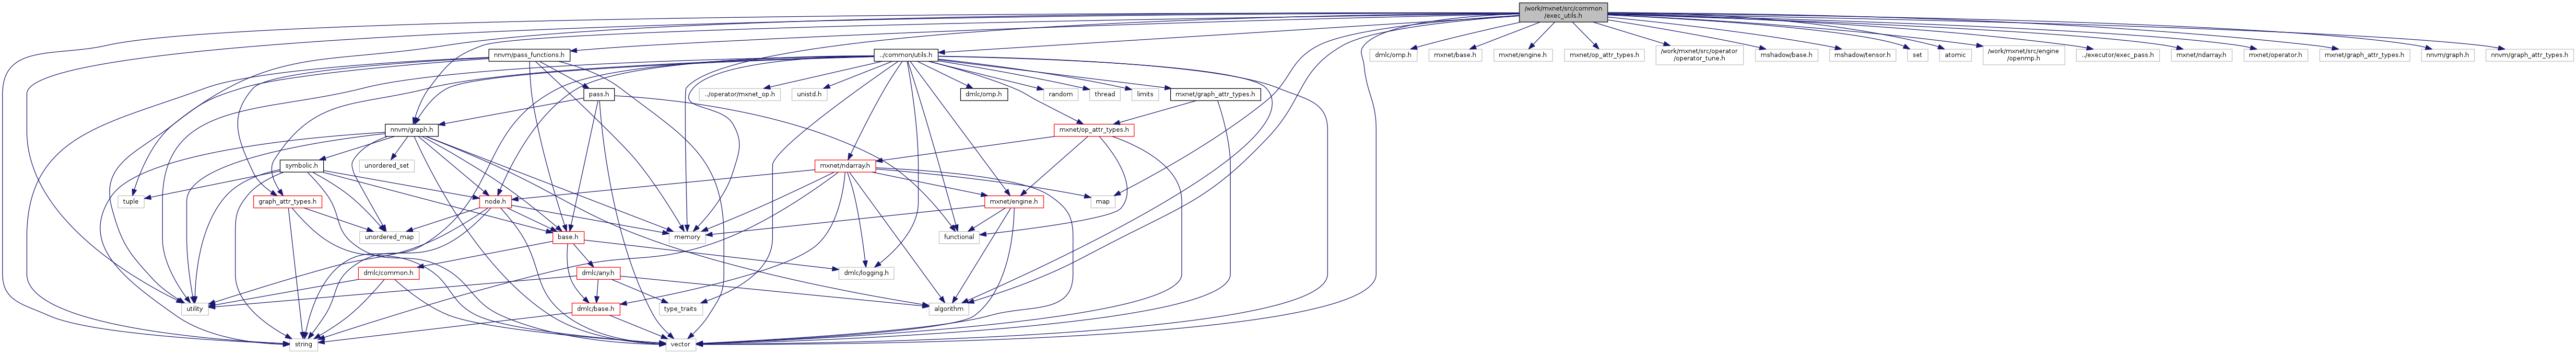 /work/mxnet/src/common
/exec_utils.h
nnvm/pass_functions.h
../common/utils.h
dmlc/omp.h
mxnet/base.h
mxnet/engine.h
mxnet/op_attr_types.h
/work/mxnet/src/operator
/operator_tune.h
mshadow/base.h
mshadow/tensor.h
set
atomic
/work/mxnet/src/engine
/openmp.h
../executor/exec_pass.h
mxnet/ndarray.h
mxnet/operator.h
mxnet/graph_attr_types.h
nnvm/graph.h
nnvm/graph_attr_types.h
pass.h
../operator/mxnet_op.h
unistd.h
dmlc/omp.h
random
thread
limits
mxnet/graph_attr_types.h
nnvm/graph.h
mxnet/op_attr_types.h
symbolic.h
unordered_set
mxnet/ndarray.h
tuple
graph_attr_types.h
node.h
mxnet/engine.h
map
unordered_map
base.h
memory
functional
dmlc/common.h
dmlc/any.h
dmlc/logging.h
utility
dmlc/base.h
type_traits
algorithm
string
vector